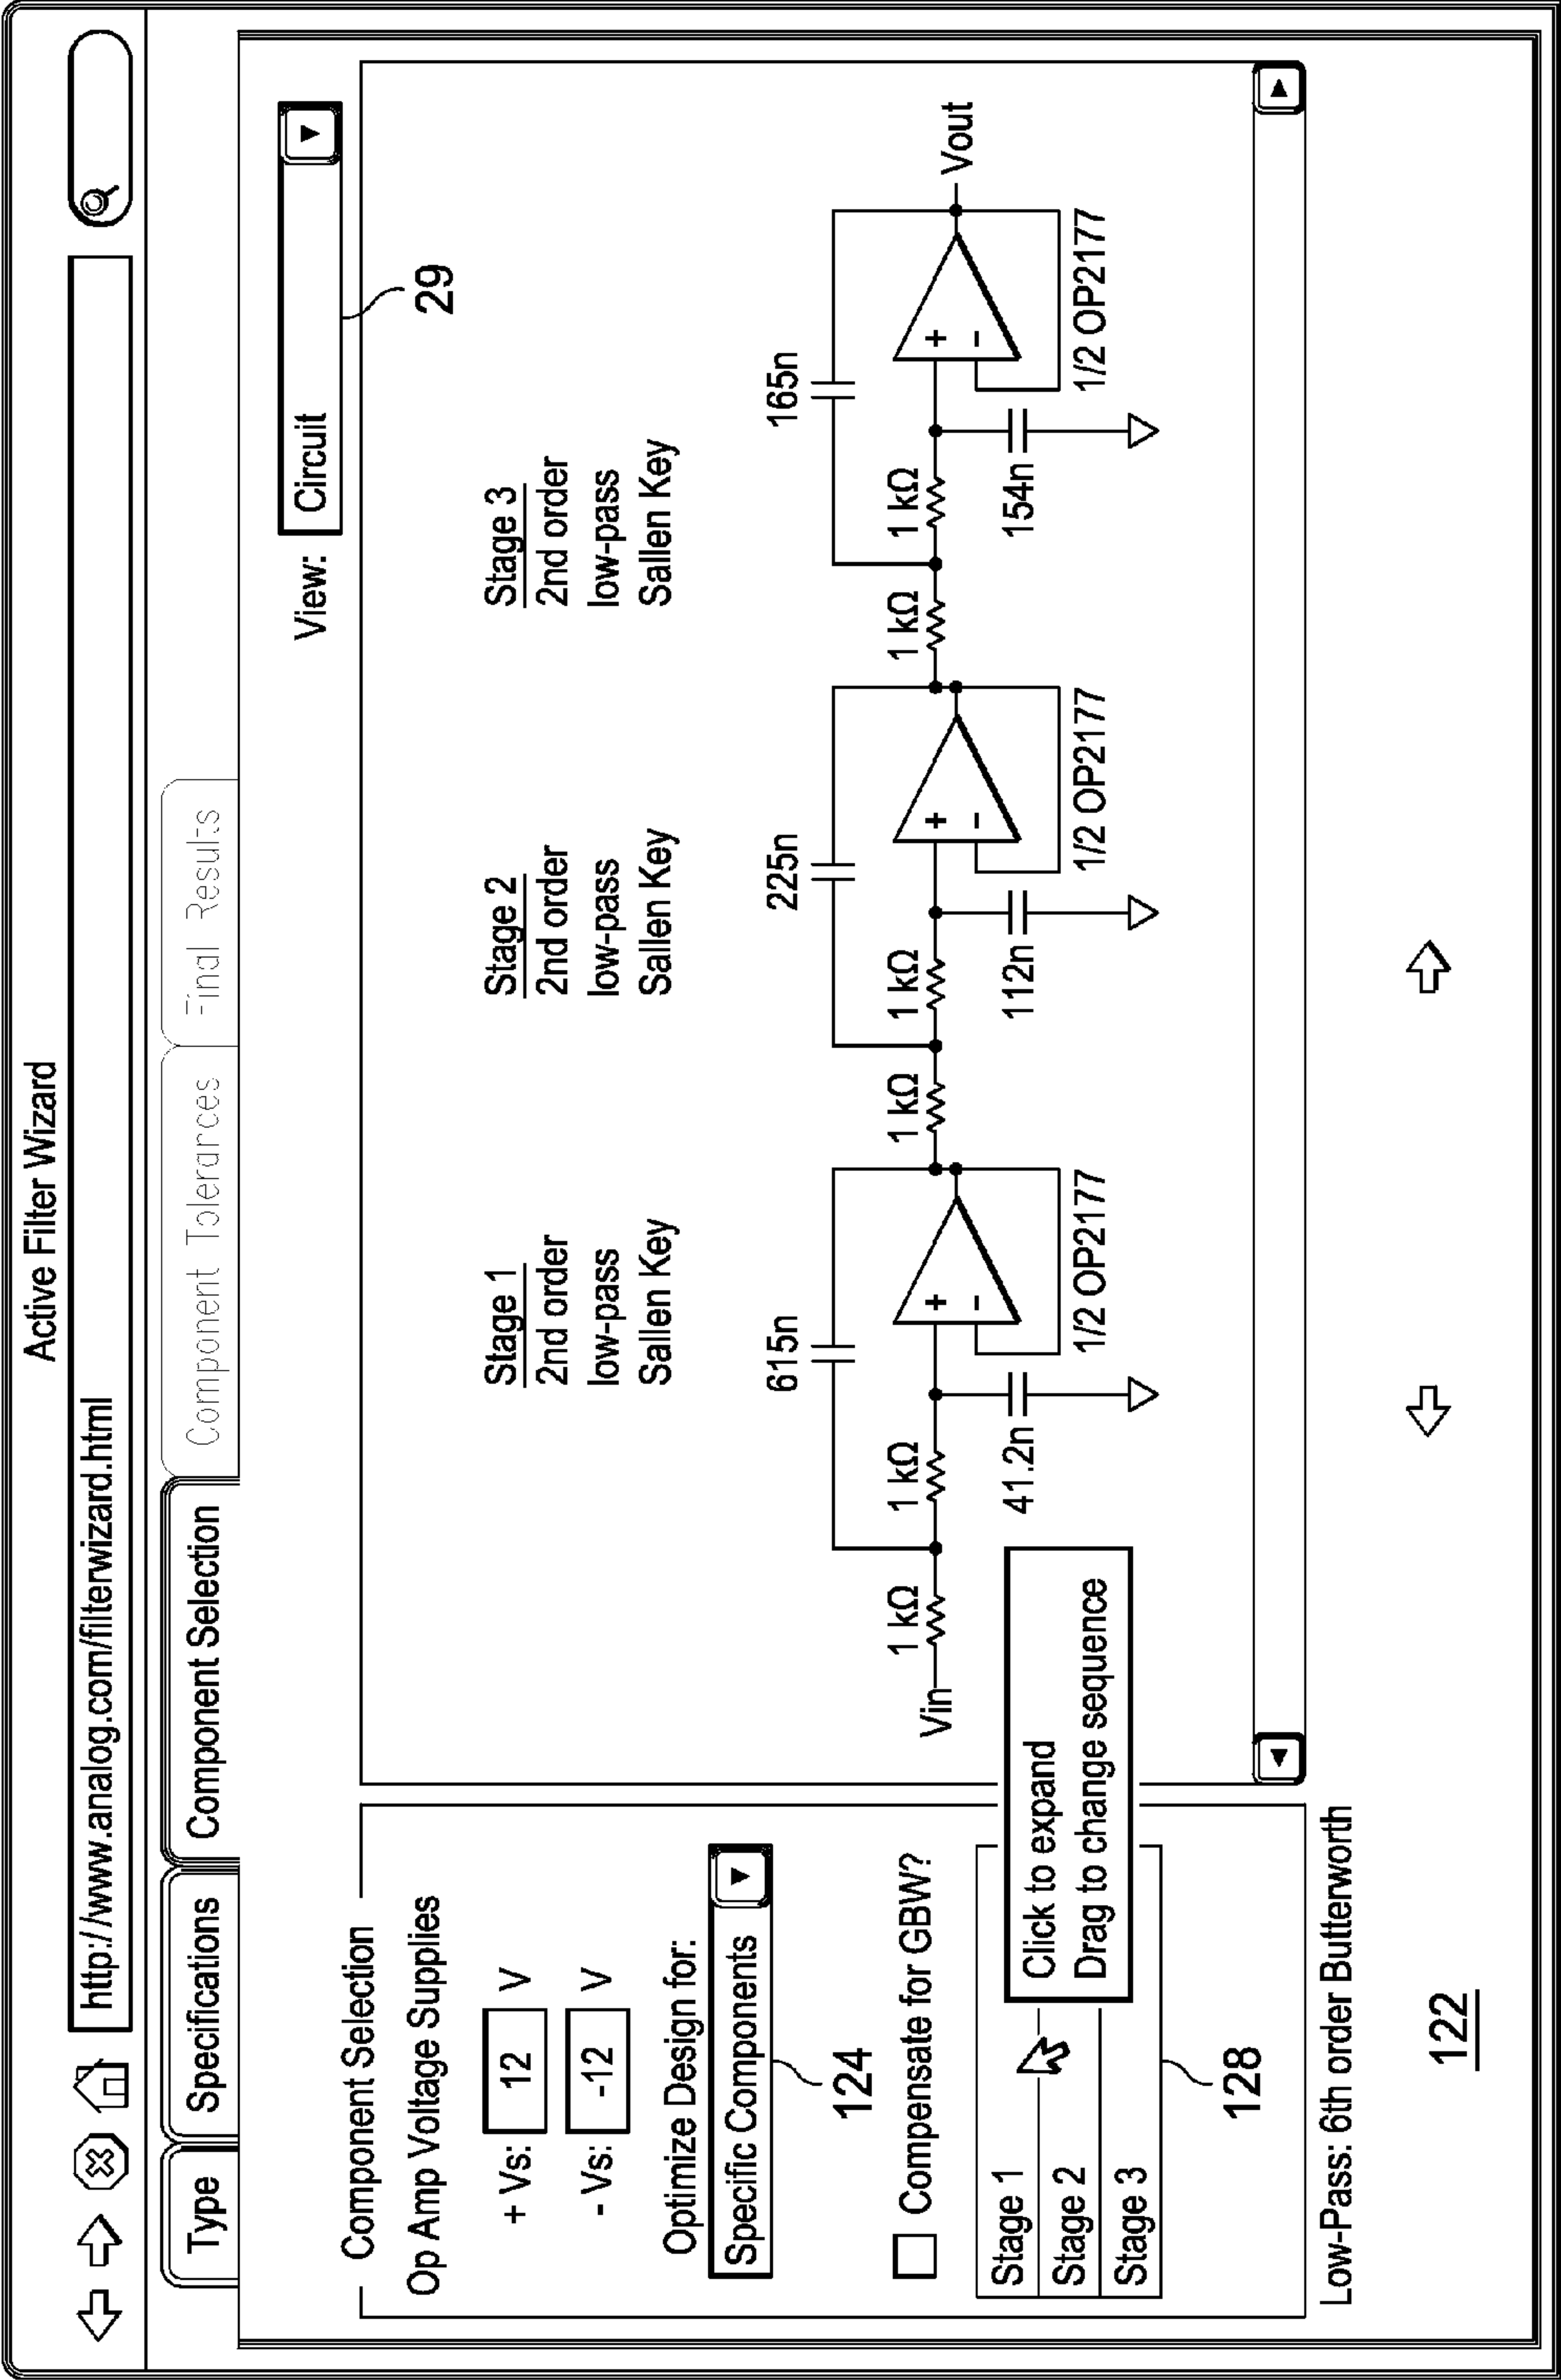 Active Filter Wizard
http://www.analog.com/filterwizard.html
Type
Specifications
Component Selection
Component Tolerarces
Final Results
View:
Circuit
29
Component Selection
Op Amp Voltage Supplies
+ Vs: 12 V
- Vs: -12 V
Optimize Design for:
Specific Components
124
Compensate for GBW?
Stage 1
Stage 2
Stage 3
Click to expand
Drag to change sequence
128
Stage 1
2nd order
low-pass
Sallen Key
Stage 2
2nd order
low-pass
Sallen Key
Stage 3
2nd order
low-pass
Sallen Key
615n
225n
165n
Vin
1 kΩ
1 kΩ
1 kΩ
1 kΩ
1 kΩ
1 kΩ
Vout
+
-
+
-
+
-
41.2n
112n
154n
1/2 OP2177
1/2 OP2177
1/2 OP2177
Low-Pass: 6th order Butterworth
122